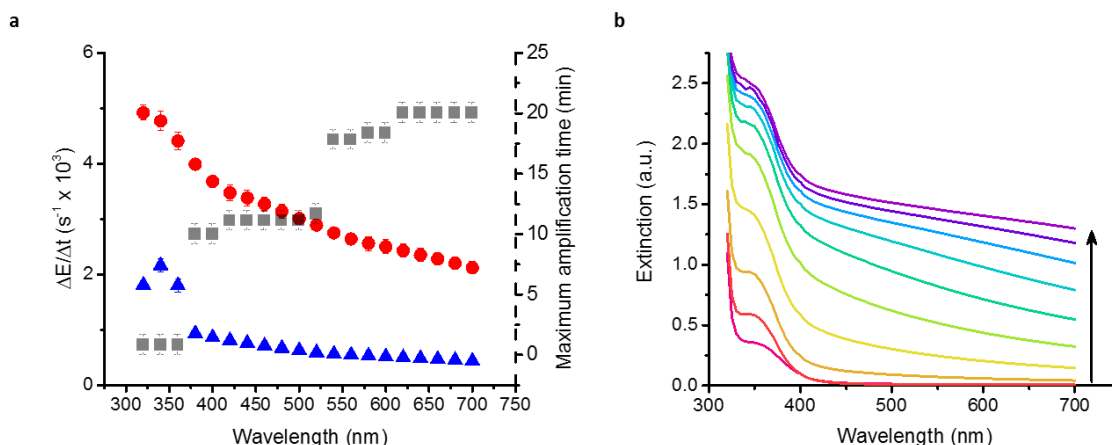 a
b
6
4
2
0
ΔE/Δt (s⁻¹ x 10³)
25
20
15
10
5
0
Maximum amplification time (min)
300 350 400 450 500 550 600 650 700 750
Wavelength (nm)
2.5
2.0
1.5
1.0
0.5
0.0
Extinction (a.u.)
300 400 500 600 700
Wavelength (nm)